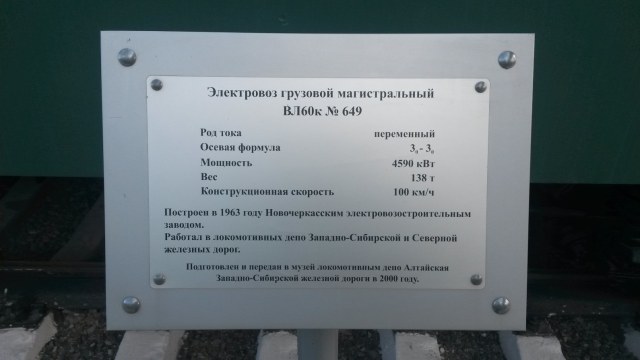 Электровоз грузовой магистральный
ВЛ60к № 649
Род тока переменный
Осевая формула 3₀ - 3₀
Мощность 4590 кВт
Вес 138 т
Конструкционная скорость 100 км/ч
Построен в 1963 году Новочеркасским электровозостроительным
заводом.
Работал в локомотивных депо Западно-Сибирской и Северной
железных дорог.
Подготовлен и передан в музей локомотивным депо Алтайская
Западно-Сибирской железной дороги в 2000 году.